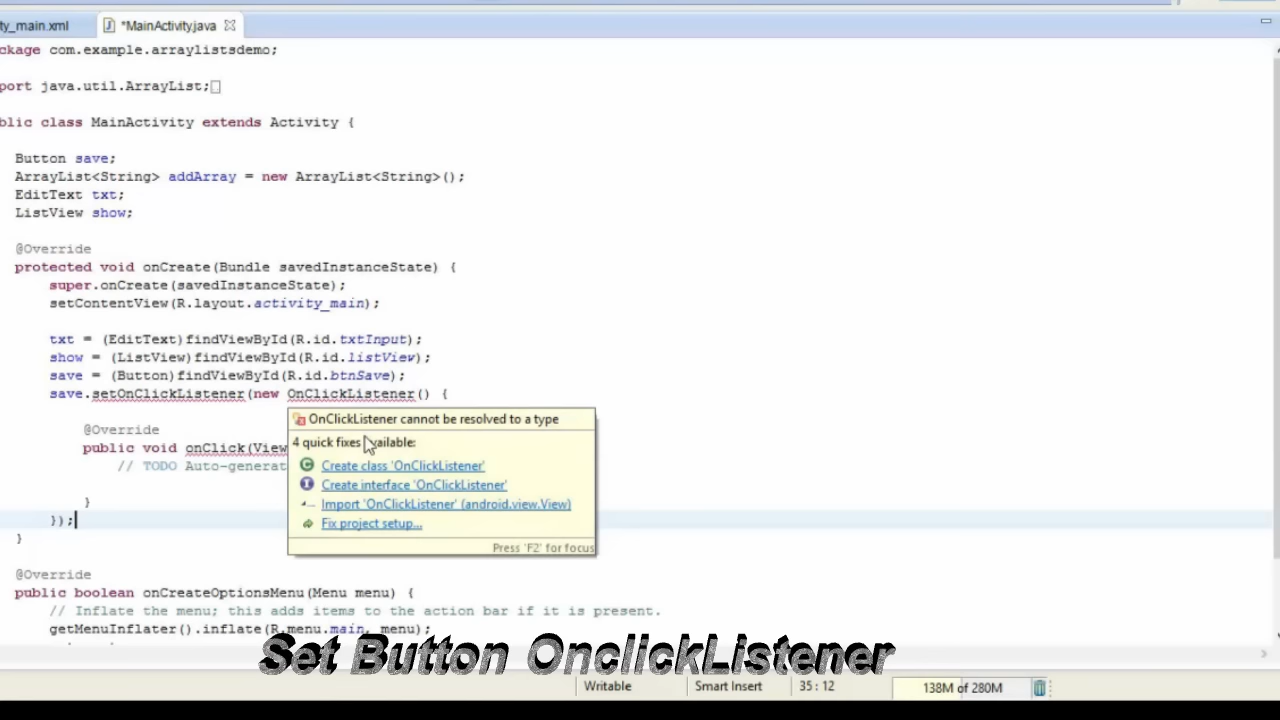 ty_main.xml
*MainActivity.java
ckage com.example.arraylistsdemo;
port java.util.ArrayList;
blic class MainActivity extends Activity {
Button save;
ArrayList<String> addArray = new ArrayList<String>();
EditText txt;
ListView show;
@Override
protected void onCreate(Bundle savedInstanceState) {
super.onCreate(savedInstanceState);
setContentView(R.layout.activity_main);
txt = (EditText)findViewById(R.id.txtInput);
show = (ListView)findViewById(R.id.listView);
save = (Button)findViewById(R.id.btnSave);
save.setOnClickListener(new OnClickListener() {
OnClickListener cannot be resolved to a type
@Override
4 quick fixes available:
public void onClick(View
// TODO Auto-generat
Create class 'OnClickListener'
Create interface 'OnClickListener'
}
Import 'OnClickListener' (android.view.View)
});
Fix project setup...
}
Press 'F2' for focus
@Override
public boolean onCreateOptionsMenu(Menu menu) {
// Inflate the menu; this adds items to the action bar if it is present.
getMenuInflater().inflate(R.menu.main, menu);
Set Button OnclickListener
Writable
Smart Insert
35 : 12
138M of 280M